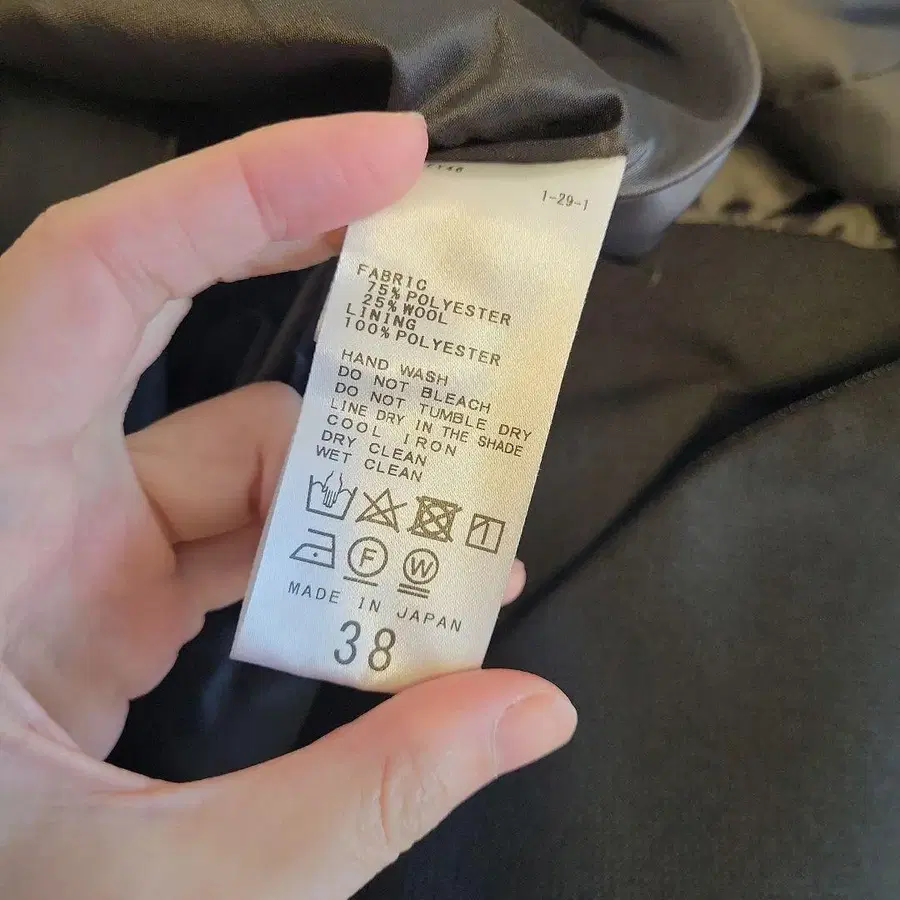 1-29-1
FABRIC
75% POLYESTER
25% WOOL
LINING
100% POLYESTER
HAND WASH
DO NOT BLEACH
DO NOT TUMBLE DRY
LINE DRY IN THE SHADE
COOL IRON
DRY CLEAN
WET CLEAN
F W
MADE IN JAPAN
38